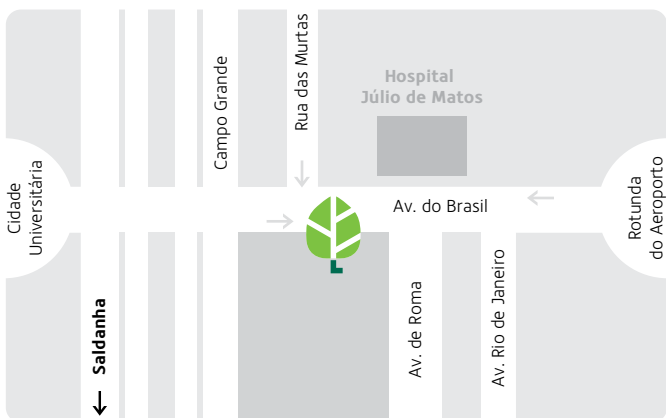 Cidade
Universitária
Saldanha
Campo Grande
Rua das Murtas
Hospital
Júlio de Matos
Av. do Brasil
Rotunda
do Aeroporto
Av. de Roma
Av. Rio de Janeiro